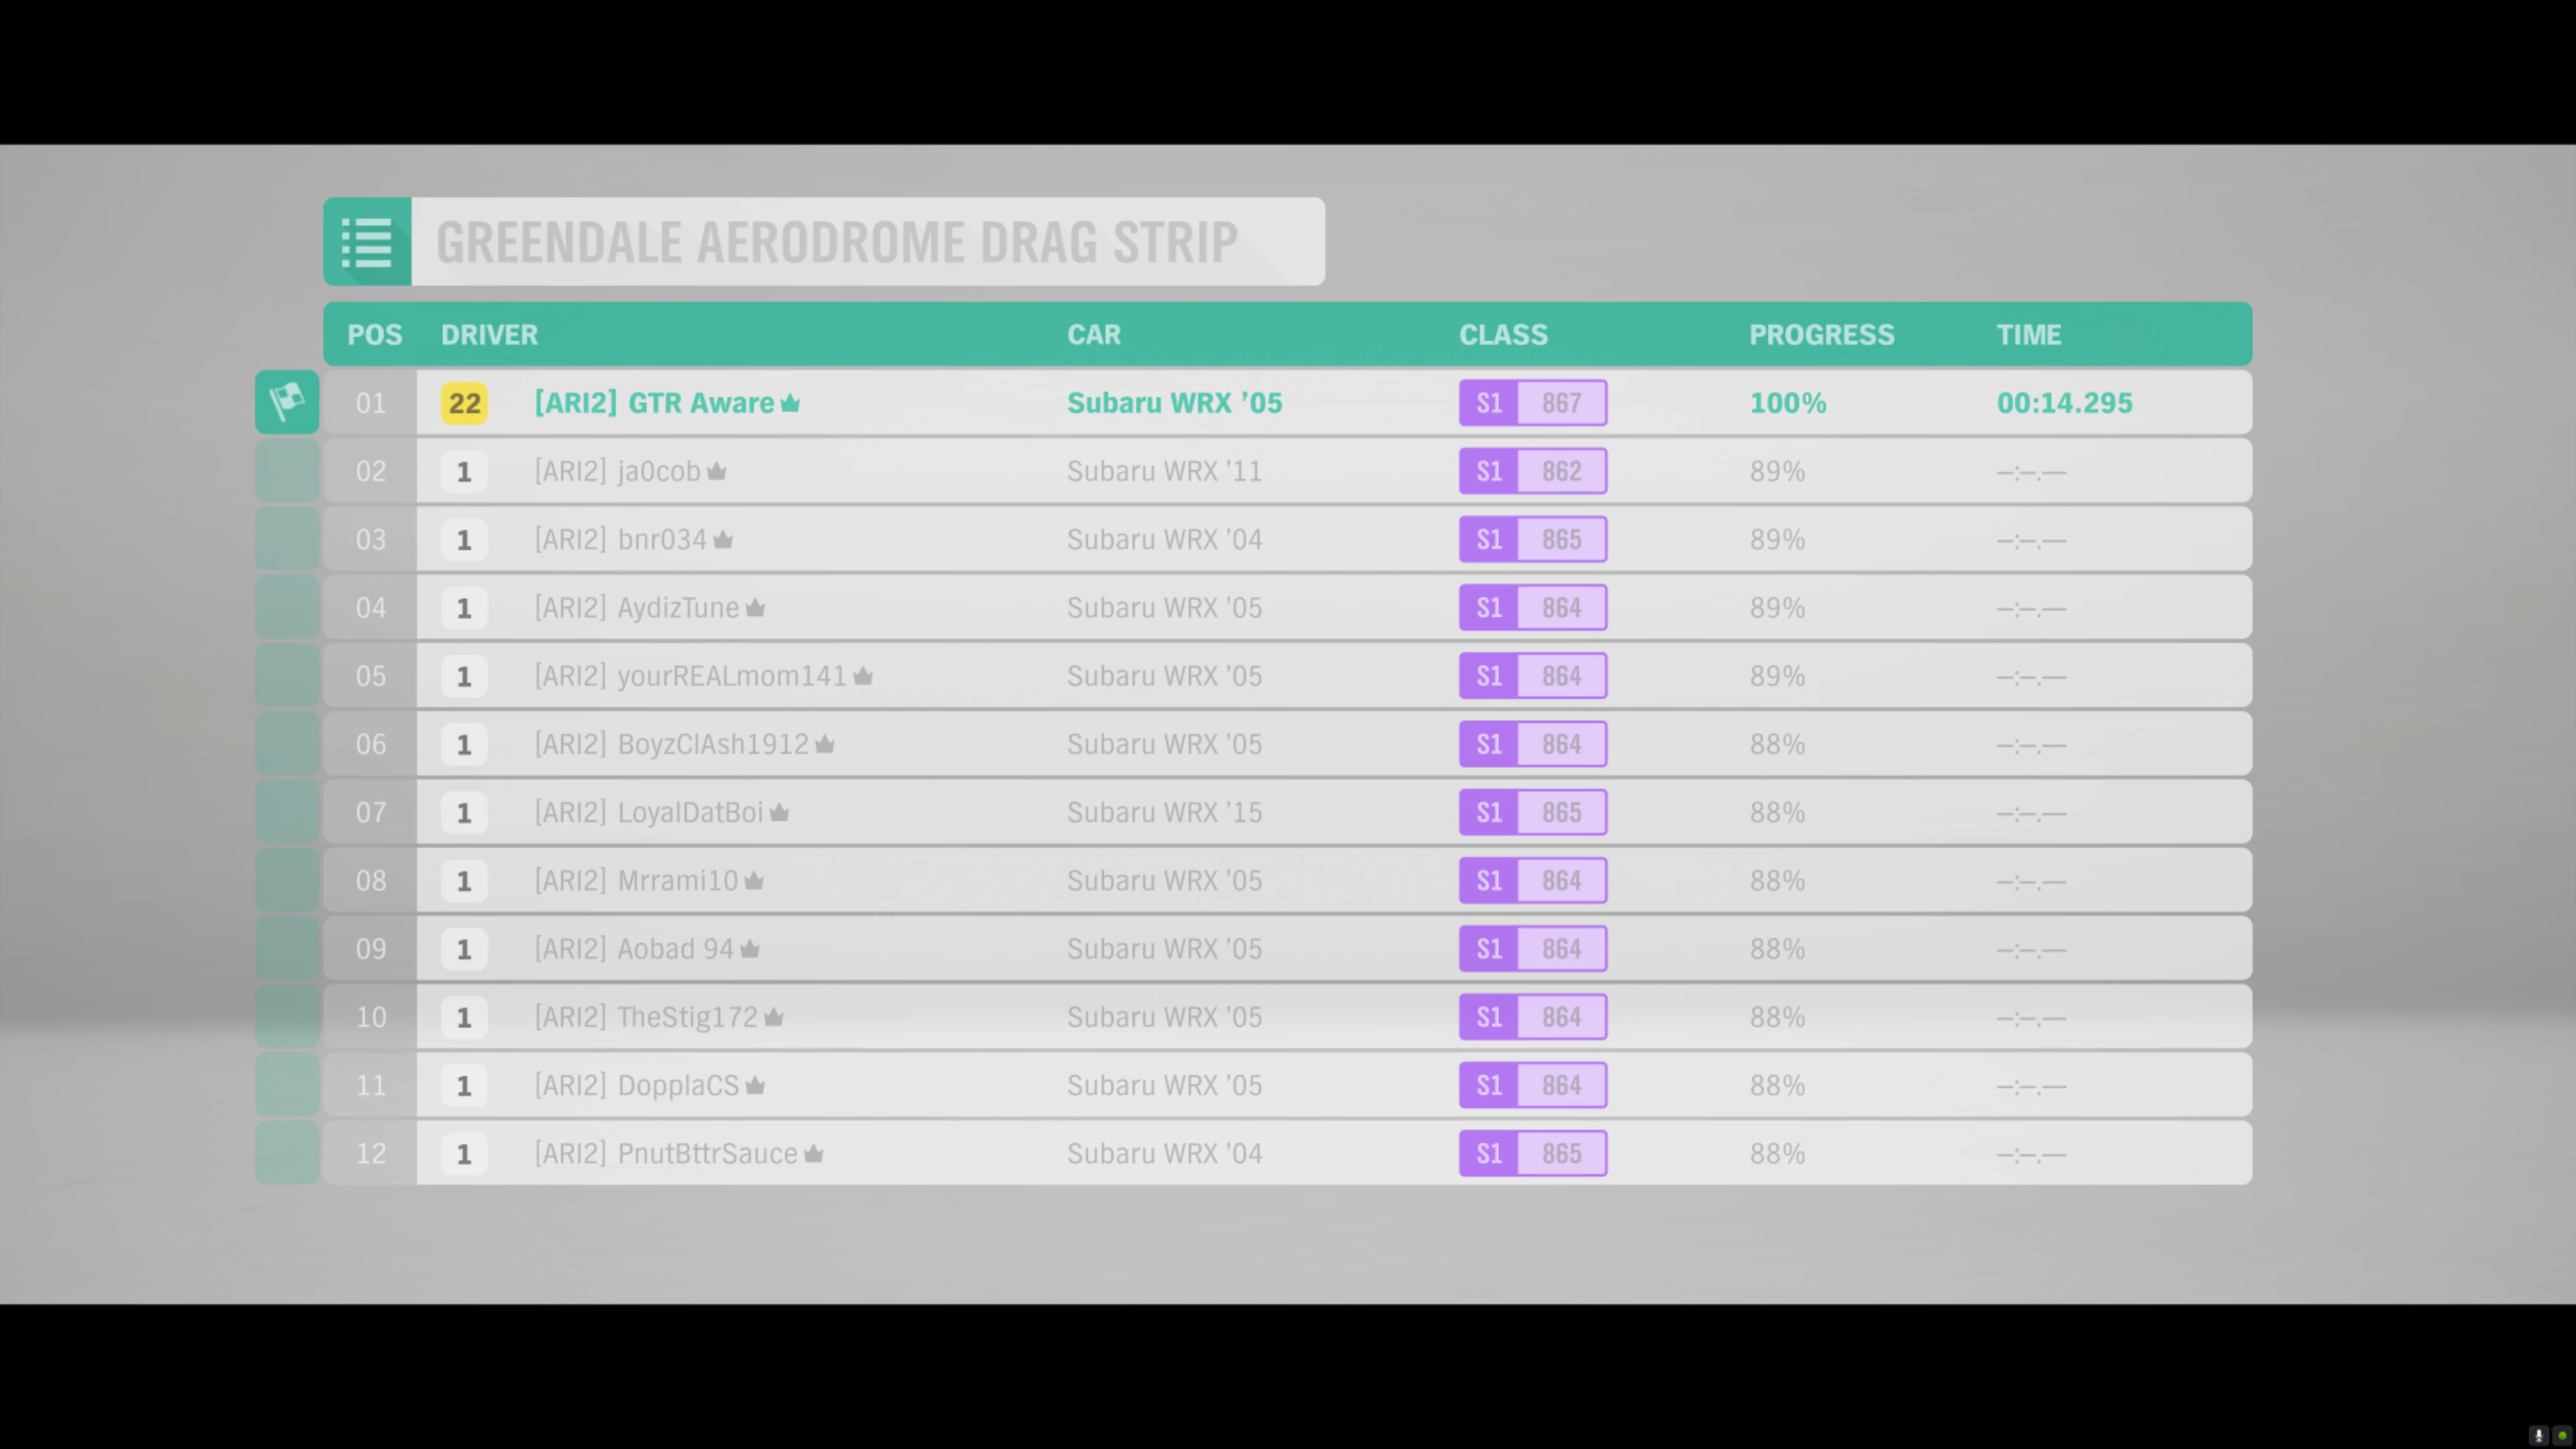 GREENDALE AERODROME DRAG STRIP
POS DRIVER CAR CLASS PROGRESS TIME
01 22 [ARI2] GTR Aware Subaru WRX ’05 S1 867 100% 00:14.295
02 1 [ARI2] ja0cob Subaru WRX ’11 S1 862 89% --:--.---
03 1 [ARI2] bnr034 Subaru WRX ’04 S1 865 89% --:--.---
04 1 [ARI2] AydizTune Subaru WRX ’05 S1 864 89% --:--.---
05 1 [ARI2] yourREALmom141 Subaru WRX ’05 S1 864 89% --:--.---
06 1 [ARI2] BoyzClAsh1912 Subaru WRX ’05 S1 864 88% --:--.---
07 1 [ARI2] LoyalDatBoi Subaru WRX ’15 S1 865 88% --:--.---
08 1 [ARI2] Mrrami10 Subaru WRX ’05 S1 864 88% --:--.---
09 1 [ARI2] Aobad 94 Subaru WRX ’05 S1 864 88% --:--.---
10 1 [ARI2] TheStig172 Subaru WRX ’05 S1 864 88% --:--.---
11 1 [ARI2] DopplaCS Subaru WRX ’05 S1 864 88% --:--.---
12 1 [ARI2] PnutBttrSauce Subaru WRX ’04 S1 865 88% --:--.---